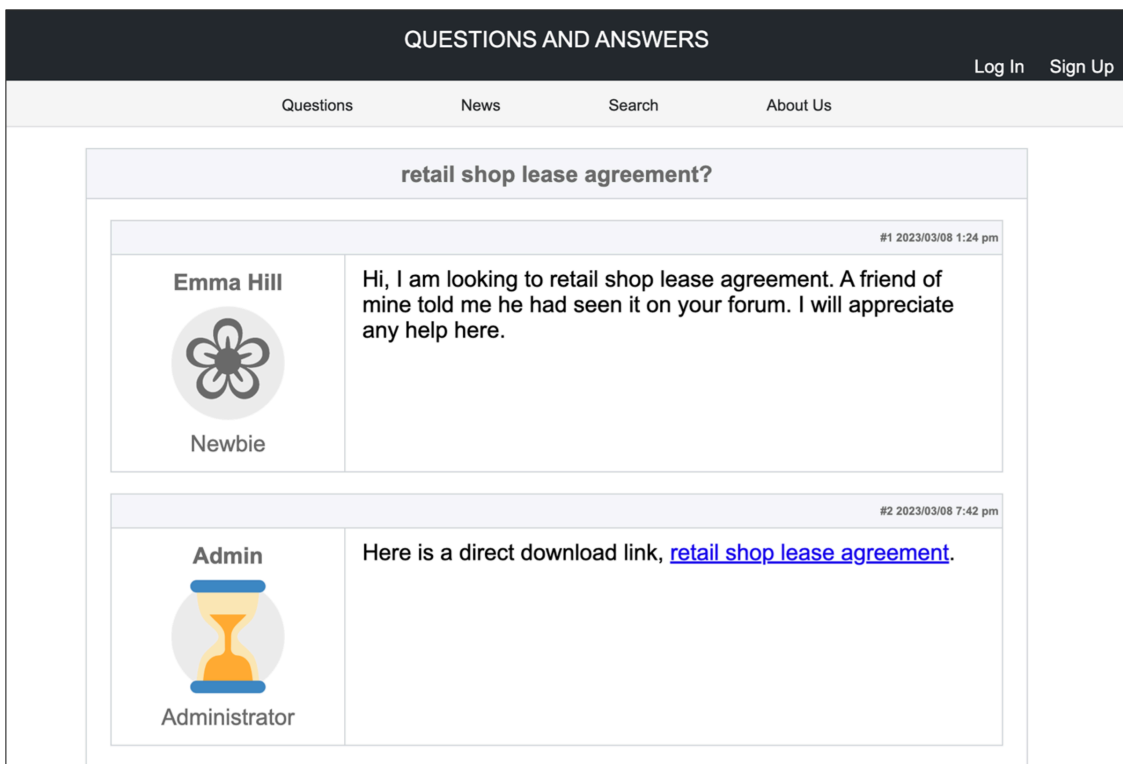 QUESTIONS AND ANSWERS
Log In Sign Up
Questions News Search About Us
retail shop lease agreement?
#1 2023/03/08 1:24 pm
Emma Hill
Newbie
Hi, I am looking to retail shop lease agreement. A friend of
mine told me he had seen it on your forum. I will appreciate
any help here.
#2 2023/03/08 7:42 pm
Admin
Administrator
Here is a direct download link, retail shop lease agreement.